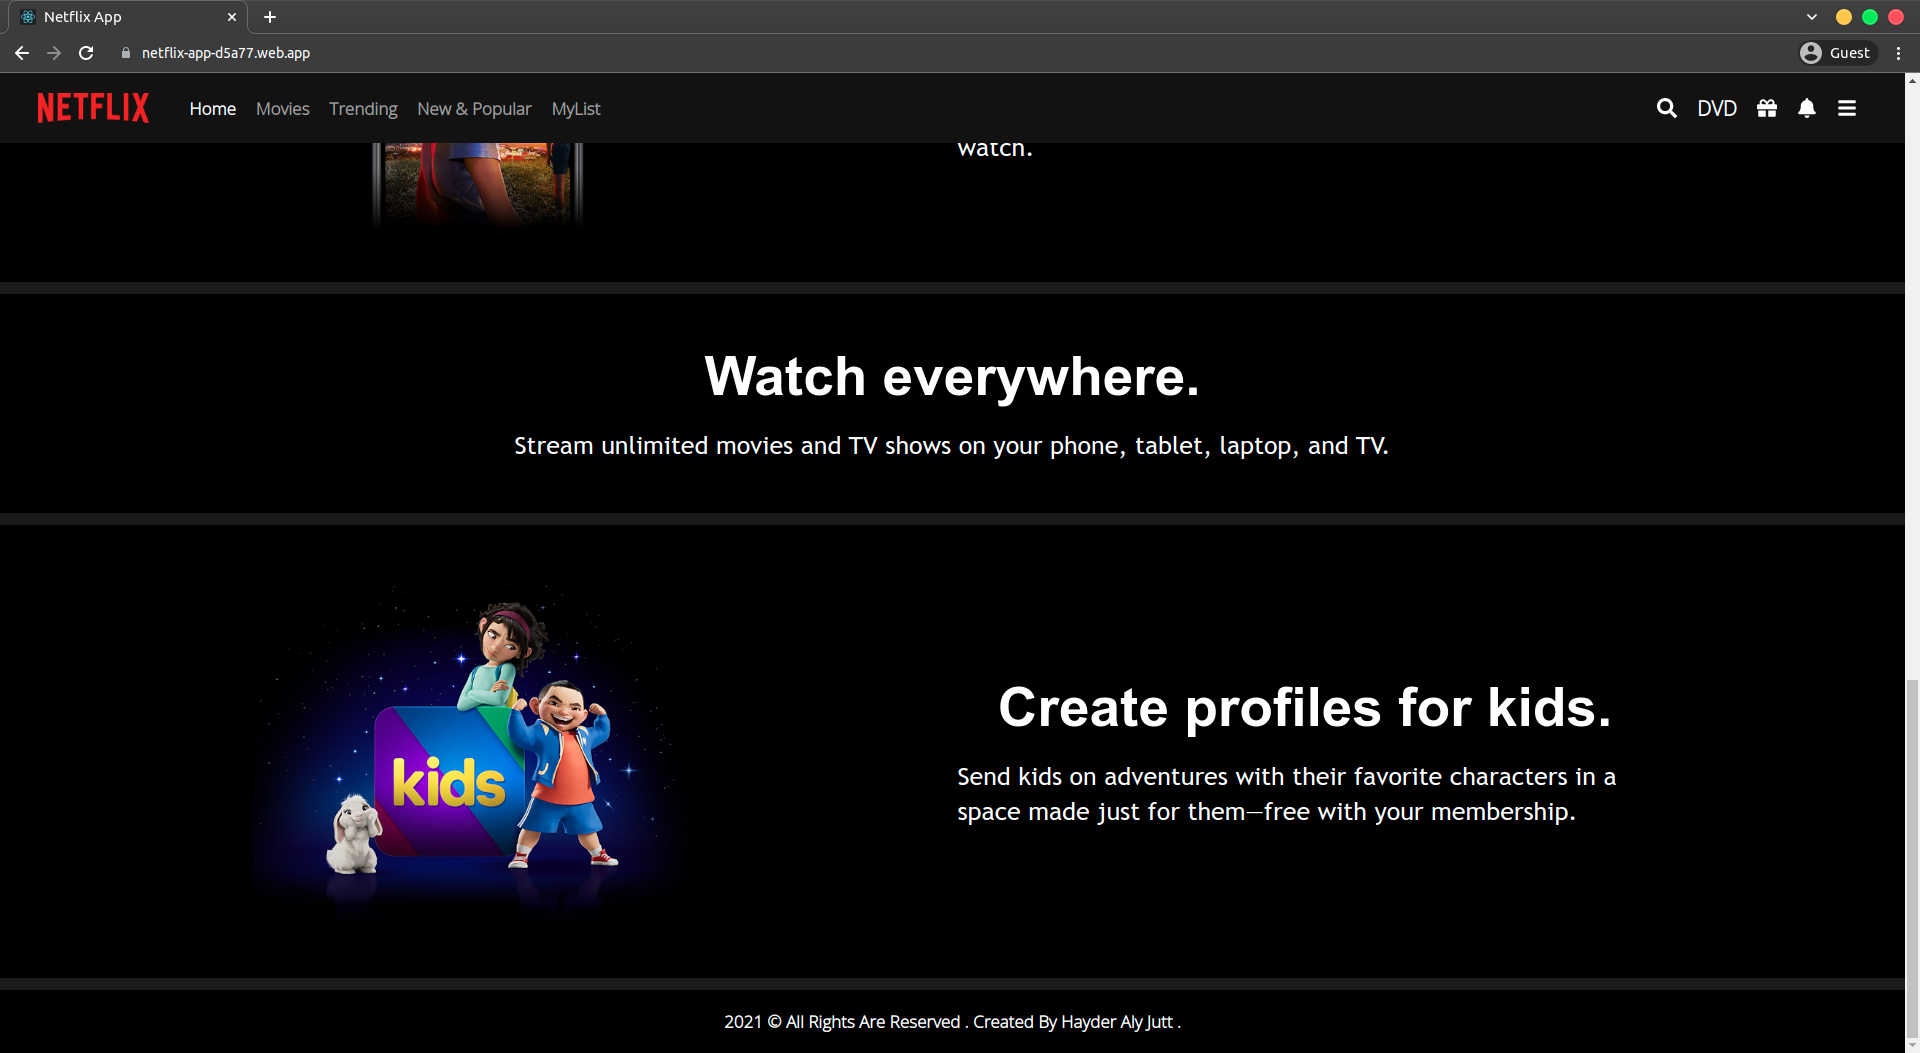 Netflix App
netflix-app-d5a77.web.app
Guest
NETFLIX Home Movies Trending New & Popular MyList DVD
watch.
Watch everywhere.
Stream unlimited movies and TV shows on your phone, tablet, laptop, and TV.
kids
Create profiles for kids.
Send kids on adventures with their favorite characters in a
space made just for them—free with your membership.
2021 © All Rights Are Reserved . Created By Hayder Aly Jutt .